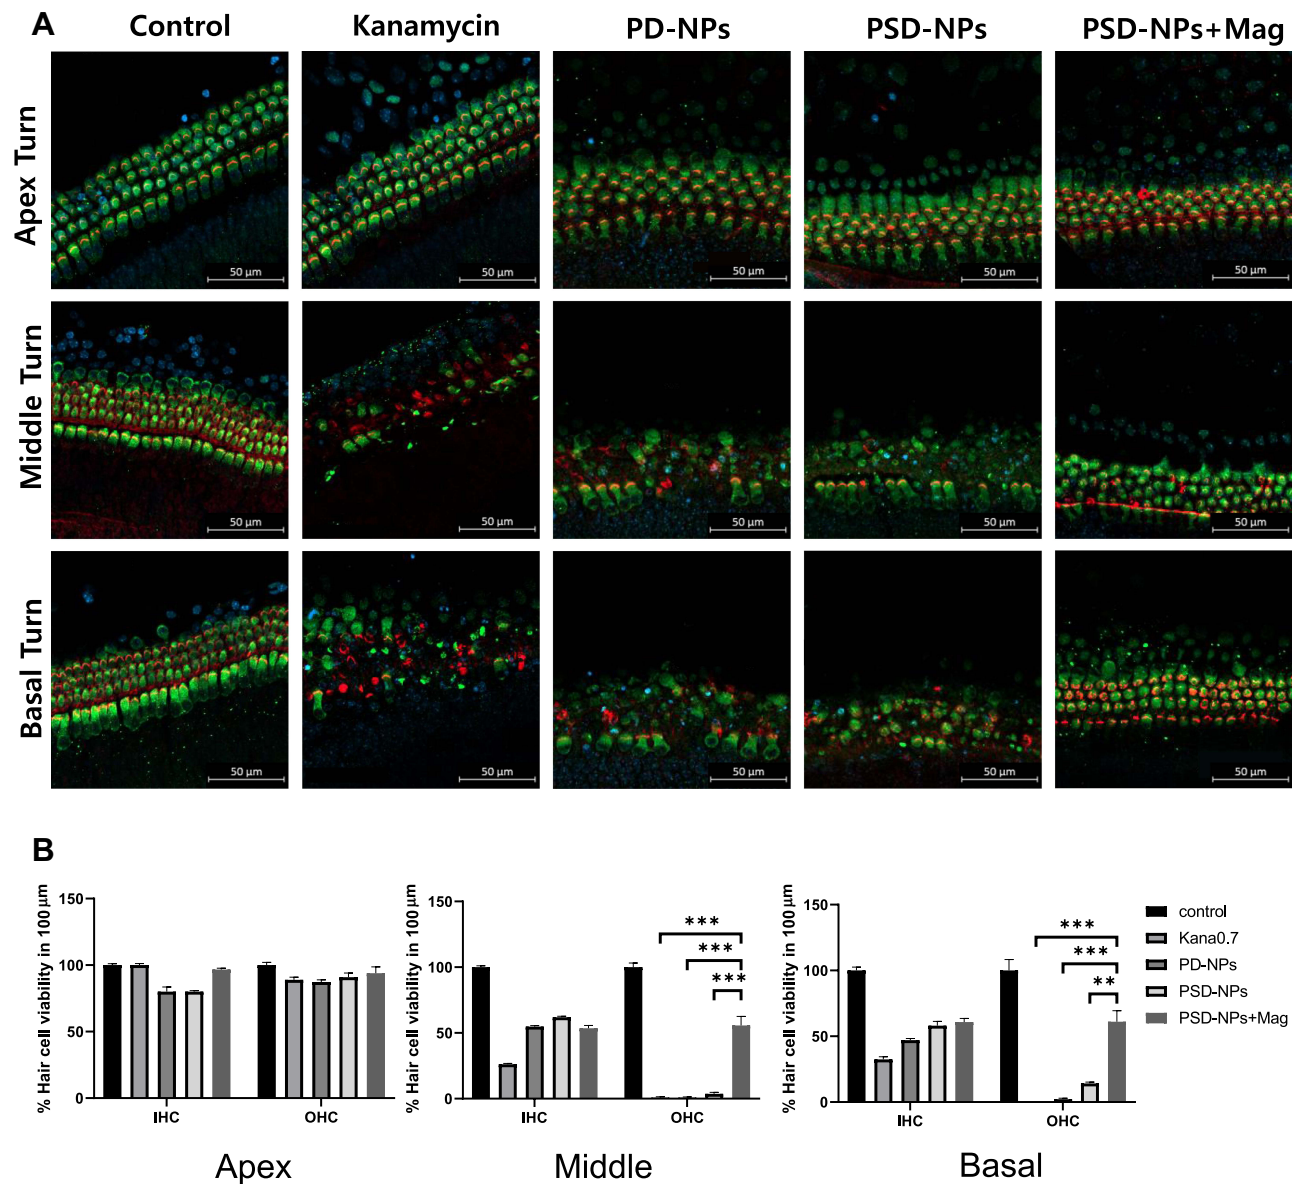 A
Control
Kanamycin
PD-NPs
PSD-NPs
PSD-NPs+Mag
Apex Turn
50 µm
50 µm
50 µm
50 µm
50 µm
Middle Turn
50 µm
50 µm
50 µm
50 µm
50 µm
Basal Turn
50 µm
50 µm
50 µm
50 µm
50 µm
B
% Hair cell viability in 100 µm
150
100
50
0
IHC
OHC
Apex
% Hair cell viability in 100 µm
150
100
50
0
***
***
***
IHC
OHC
Middle
% Hair cell viability in 100 µm
150
100
50
0
***
***
**
IHC
OHC
Basal
control
Kana0.7
PD-NPs
PSD-NPs
PSD-NPs+Mag